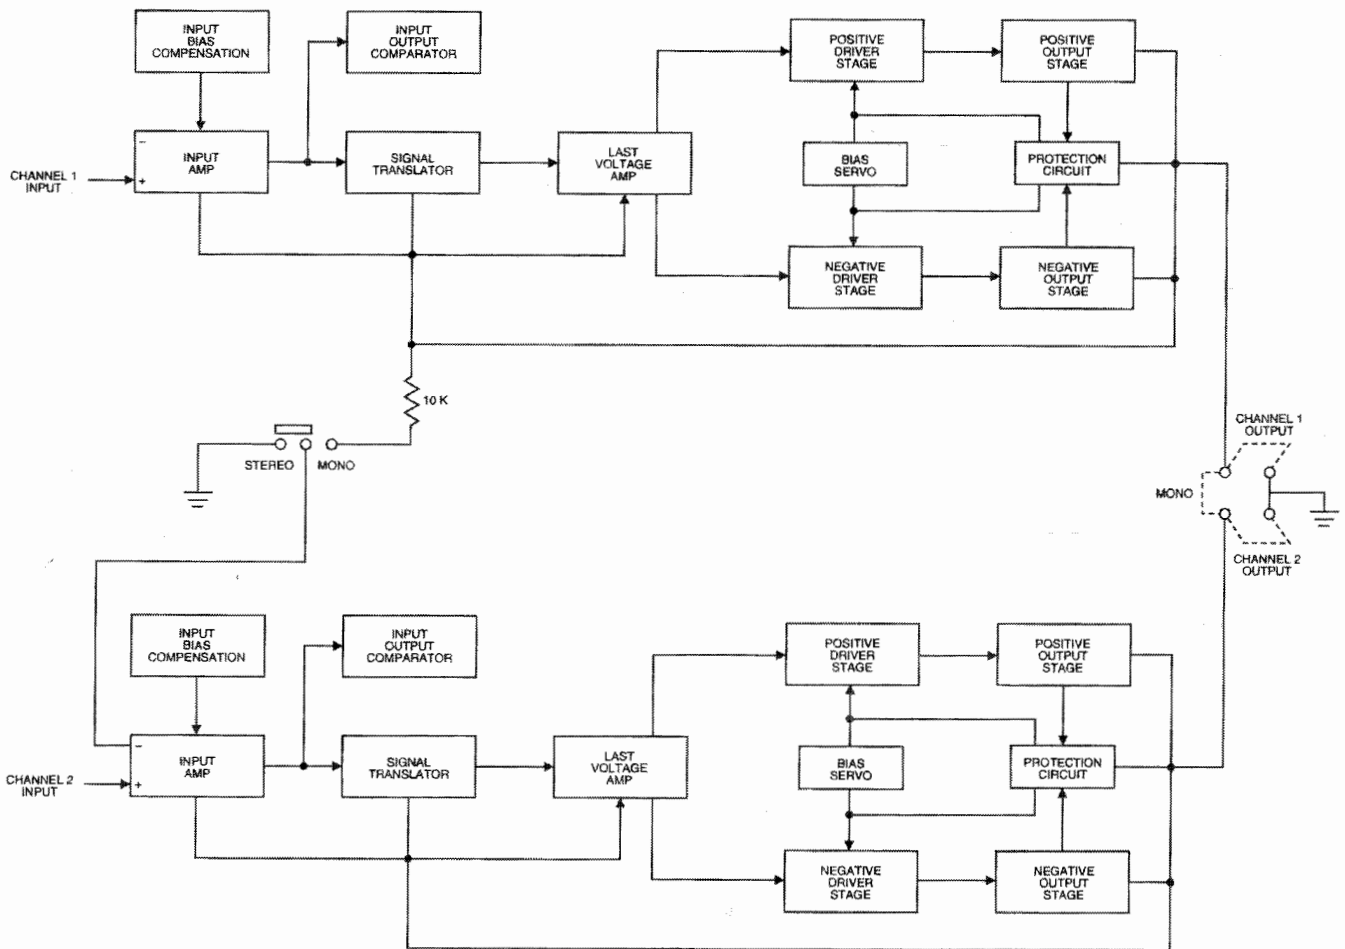 INPUT
BIAS
COMPENSATION
INPUT
OUTPUT
COMPARATOR
POSITIVE
DRIVER
STAGE
POSITIVE
OUTPUT
STAGE
CHANNEL 1
INPUT
−
+
INPUT
AMP
SIGNAL
TRANSLATOR
LAST
VOLTAGE
AMP
BIAS
SERVO
PROTECTION
CIRCUIT
NEGATIVE
DRIVER
STAGE
NEGATIVE
OUTPUT
STAGE
10 K
STEREO
MONO
CHANNEL 1
OUTPUT
MONO
CHANNEL 2
OUTPUT
INPUT
BIAS
COMPENSATION
INPUT
OUTPUT
COMPARATOR
POSITIVE
DRIVER
STAGE
POSITIVE
OUTPUT
STAGE
CHANNEL 2
INPUT
−
+
INPUT
AMP
SIGNAL
TRANSLATOR
LAST
VOLTAGE
AMP
BIAS
SERVO
PROTECTION
CIRCUIT
NEGATIVE
DRIVER
STAGE
NEGATIVE
OUTPUT
STAGE